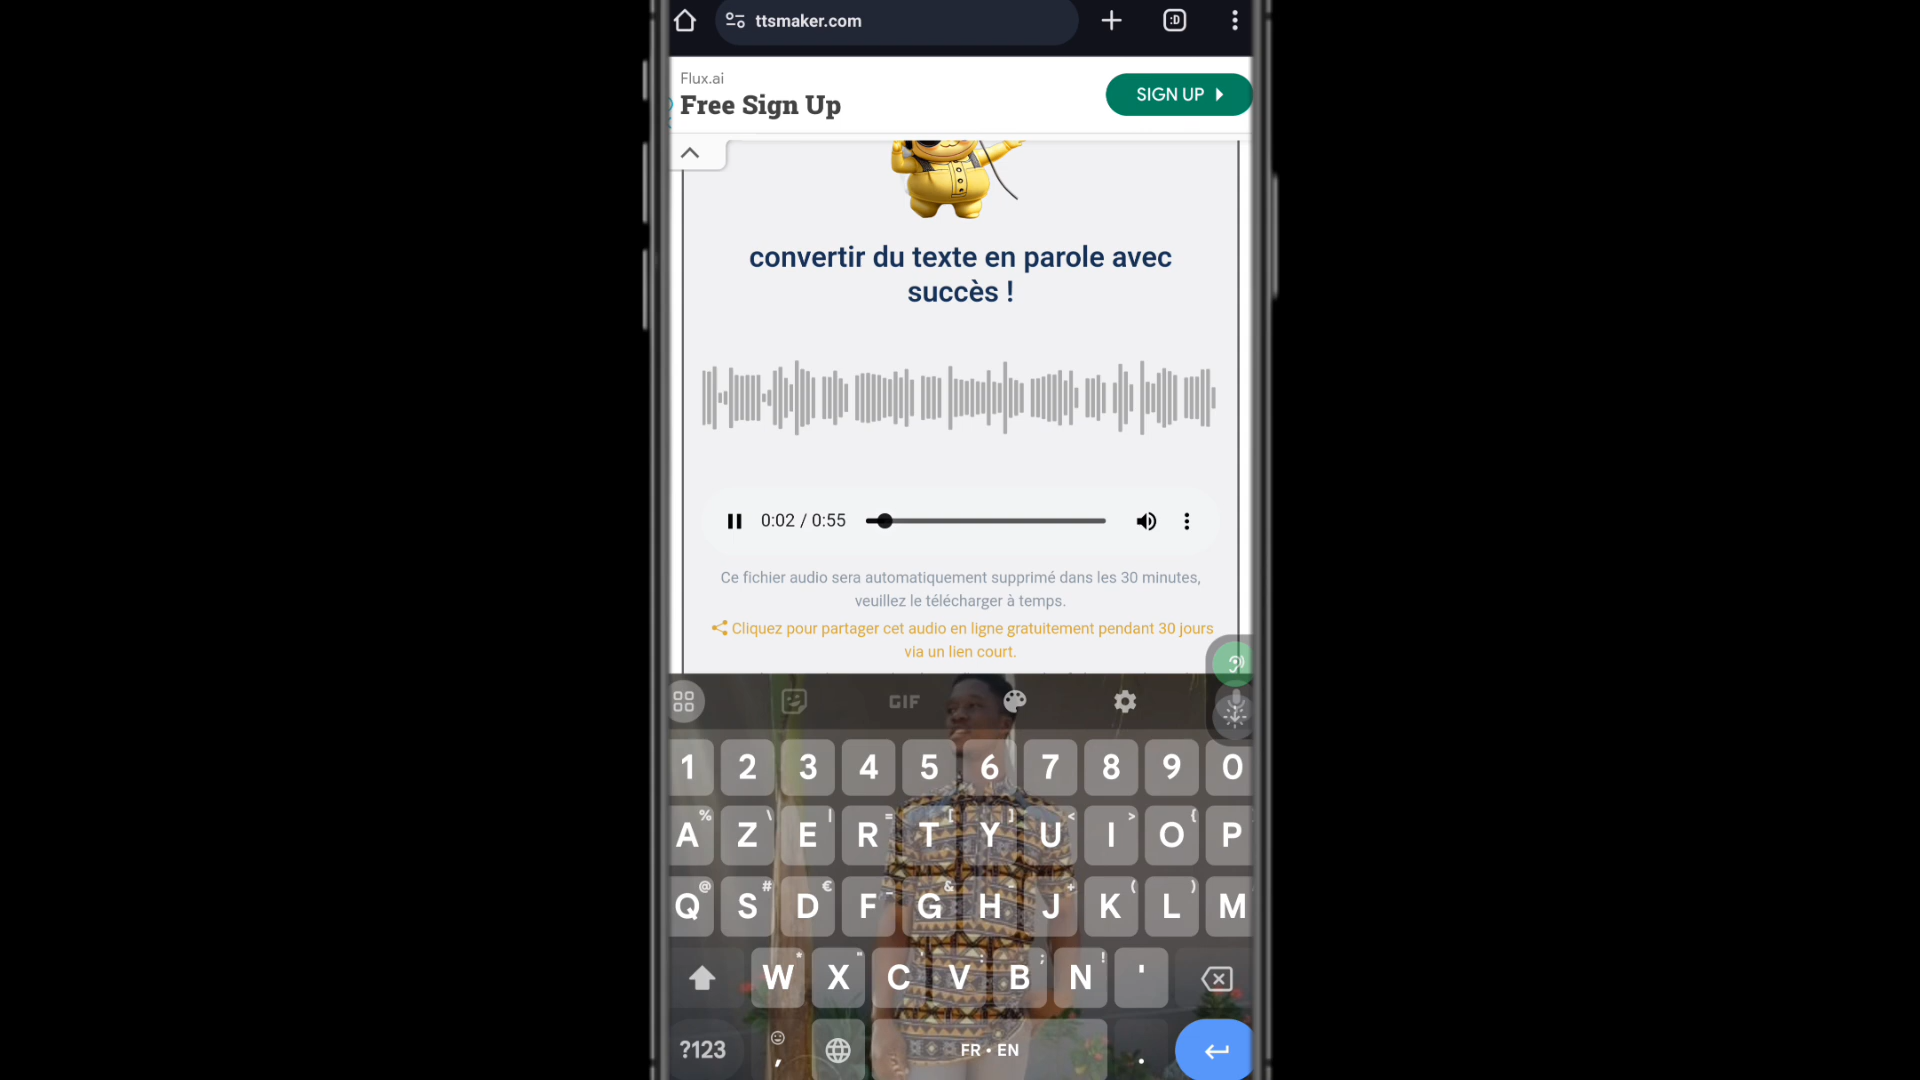 ttsmaker.com
:D
Flux.ai
Free Sign Up
SIGN UP
convertir du texte en parole avec
succès !
0:02 / 0:55
Ce fichier audio sera automatiquement supprimé dans les 30 minutes,
veuillez le télécharger à temps.
Cliquez pour partager cet audio en ligne gratuitement pendant 30 jours
via un lien court.
GIF
1 2 3 4 5 6 7 8 9 0
% \ | = [ ] < > {
A Z E R T Y U I O P
@ # € _ & - + ( )
Q S D F G H J K L M
* " ' : ; !
W X C V B N '
?123 , FR • EN .